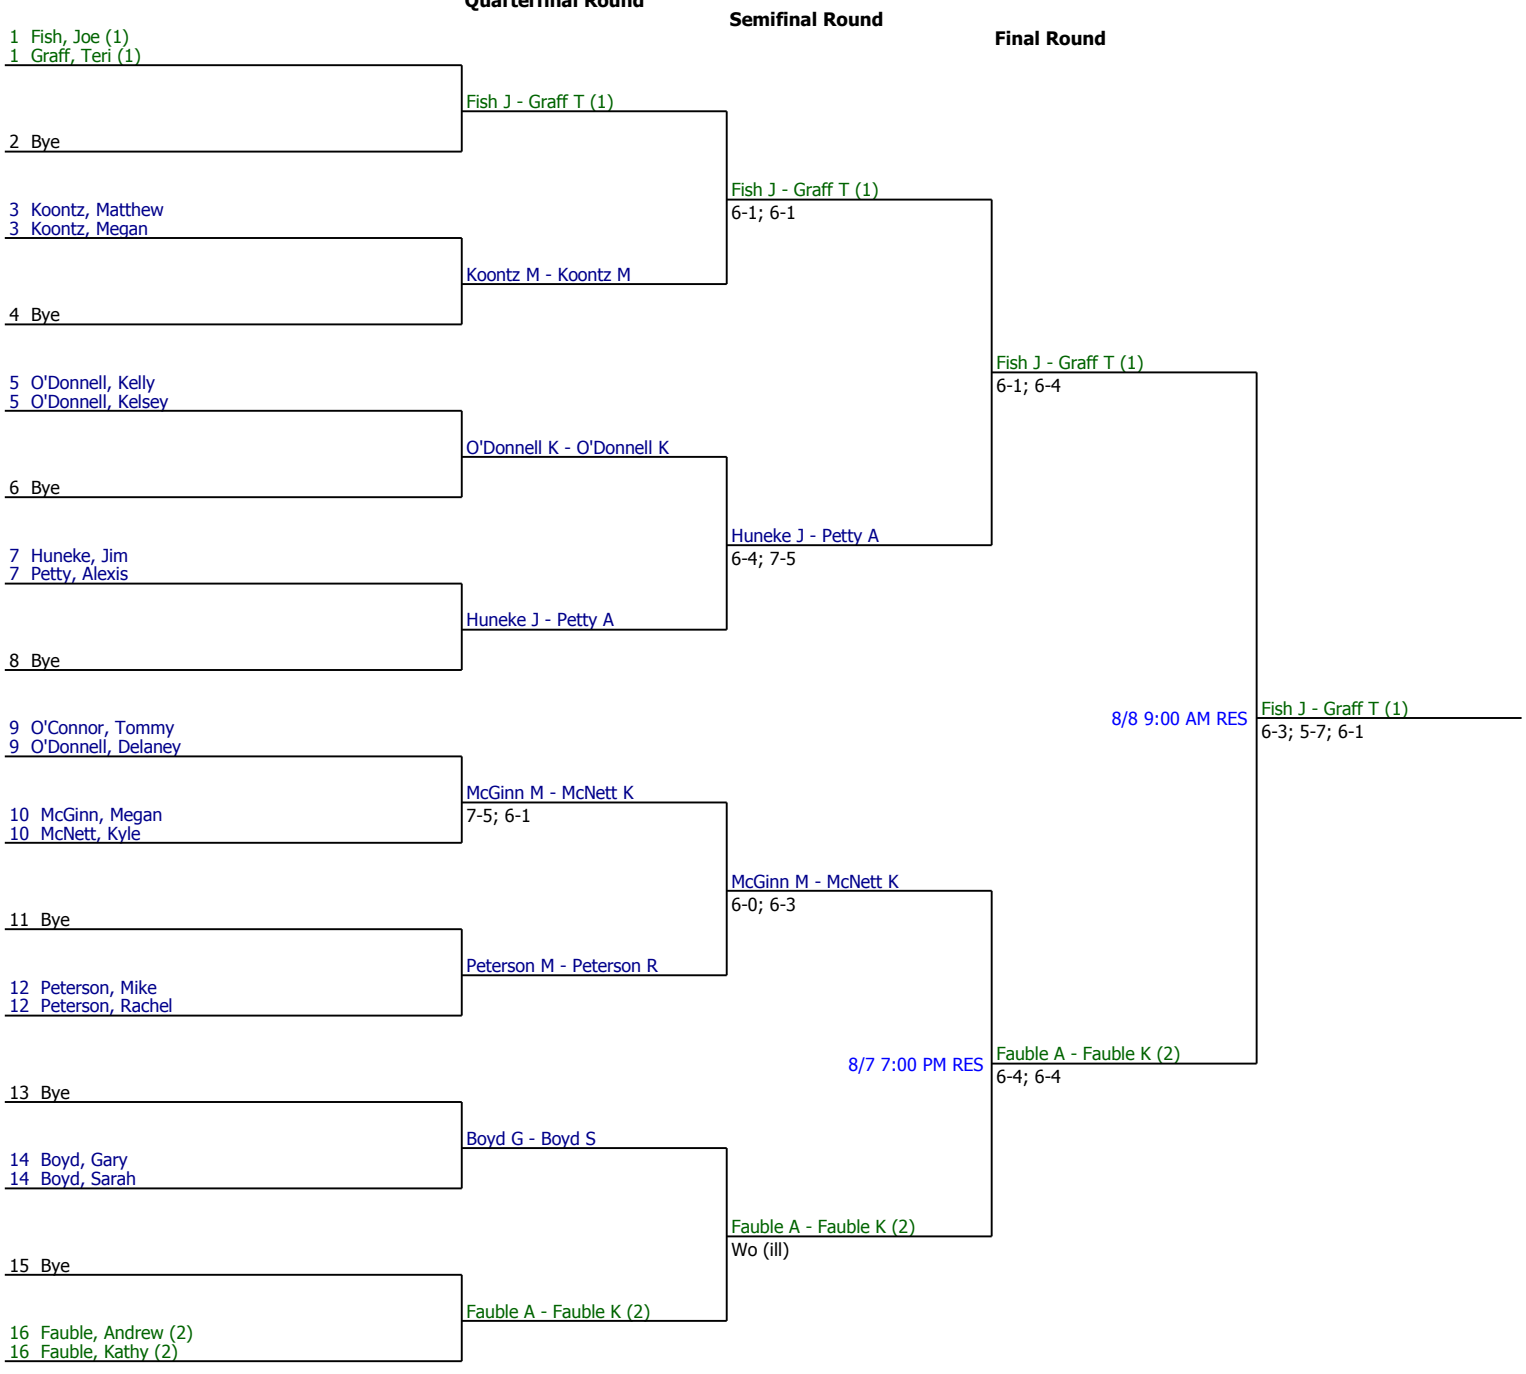 Quarterfinal Round
Semifinal Round
Final Round
1 Fish, Joe (1)
1 Graff, Teri (1)
Fish J - Graff T (1)
2 Bye
Fish J - Graff T (1)
6-1; 6-1
3 Koontz, Matthew
3 Koontz, Megan
Koontz M - Koontz M
4 Bye
Fish J - Graff T (1)
6-1; 6-4
5 O'Donnell, Kelly
5 O'Donnell, Kelsey
O'Donnell K - O'Donnell K
6 Bye
Huneke J - Petty A
6-4; 7-5
7 Huneke, Jim
7 Petty, Alexis
Huneke J - Petty A
8 Bye
8/8 9:00 AM RES
Fish J - Graff T (1)
6-3; 5-7; 6-1
9 O'Connor, Tommy
9 O'Donnell, Delaney
McGinn M - McNett K
7-5; 6-1
10 McGinn, Megan
10 McNett, Kyle
McGinn M - McNett K
6-0; 6-3
11 Bye
Peterson M - Peterson R
12 Peterson, Mike
12 Peterson, Rachel
8/7 7:00 PM RES
Fauble A - Fauble K (2)
6-4; 6-4
13 Bye
Boyd G - Boyd S
14 Boyd, Gary
14 Boyd, Sarah
Fauble A - Fauble K (2)
Wo (ill)
15 Bye
Fauble A - Fauble K (2)
16 Fauble, Andrew (2)
16 Fauble, Kathy (2)